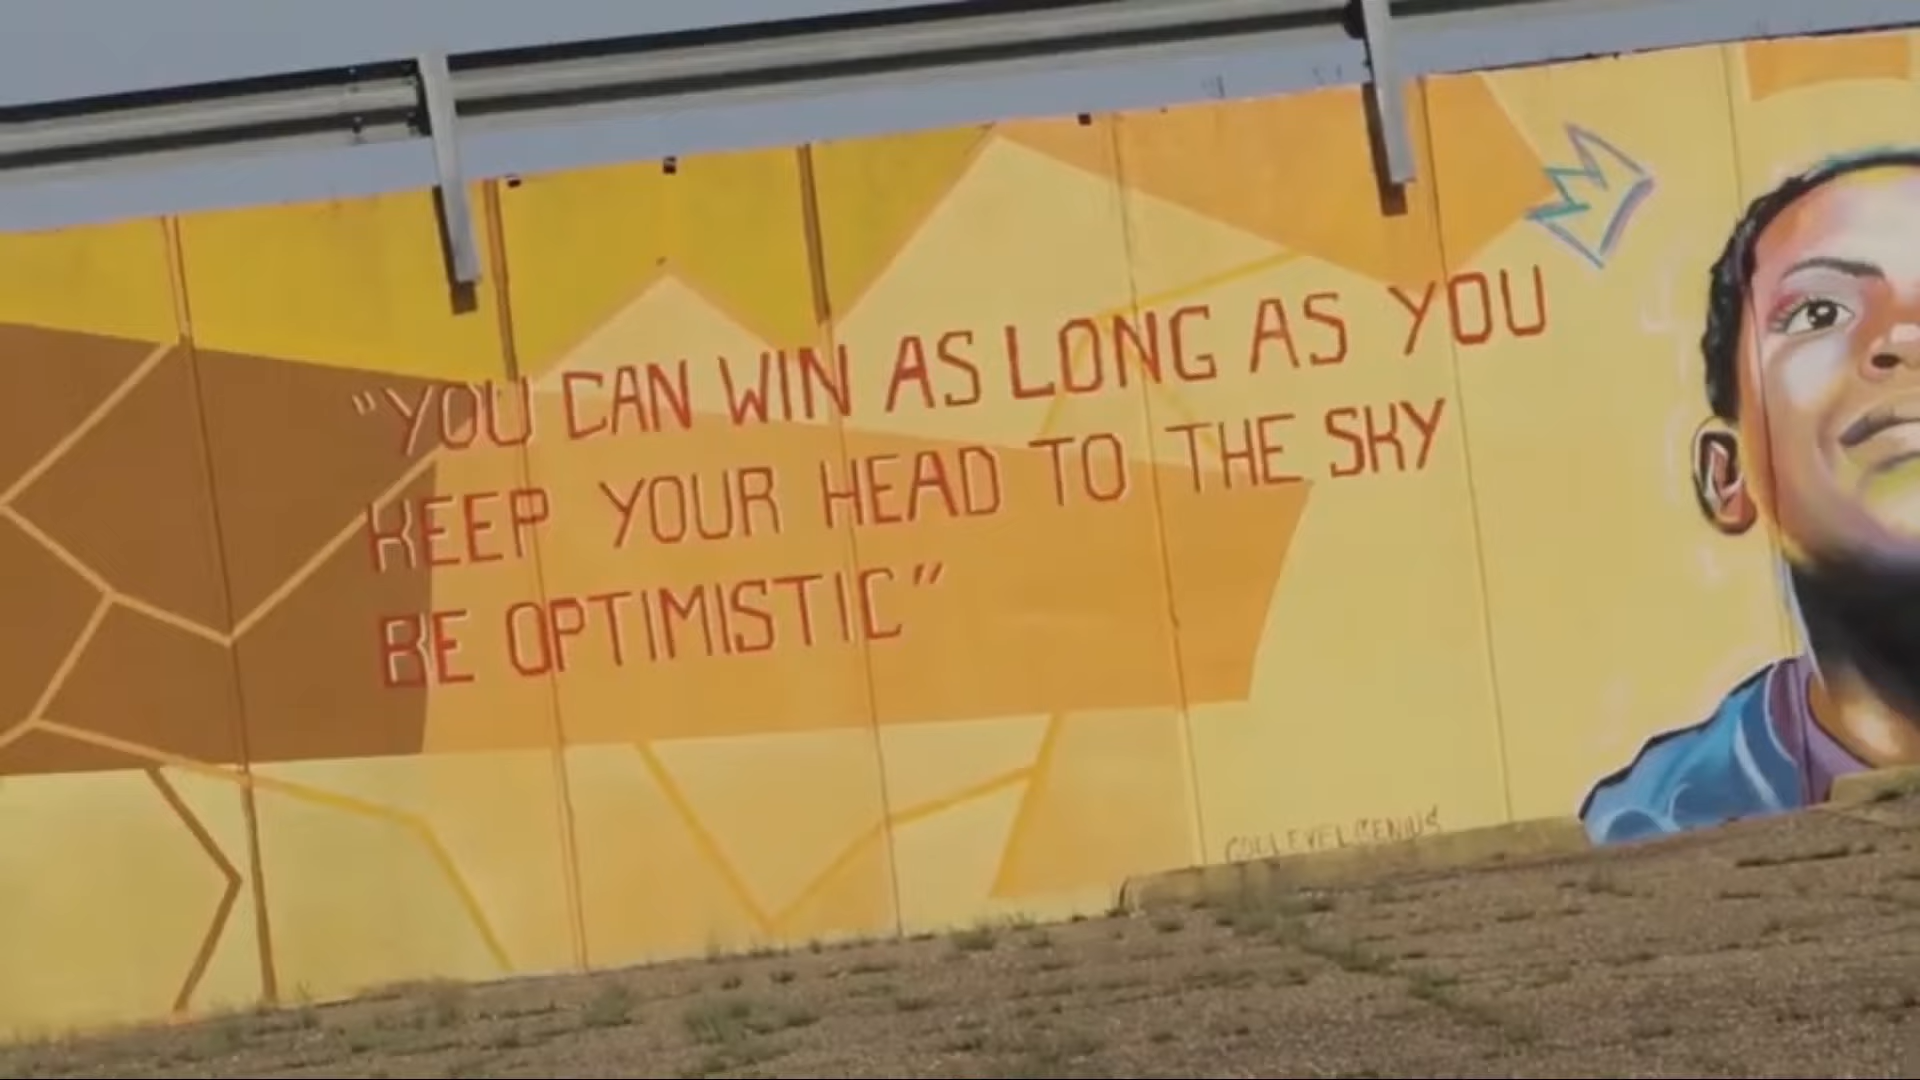 “YOU CAN WIN AS LONG AS YOU
KEEP YOUR HEAD TO THE SKY
BE OPTIMISTIC”